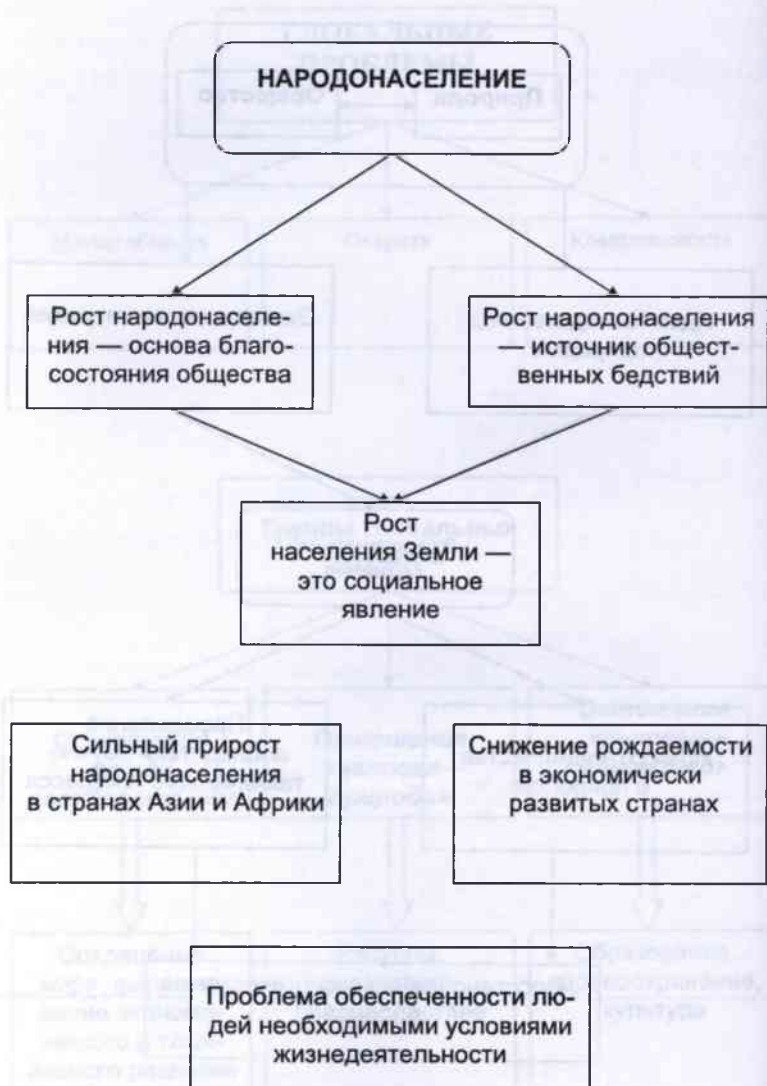 НАРОДОНАСЕЛЕНИЕ
Рост народонаселе-
ния — основа благо-
состояния общества
Рост народонаселения
— источник общест-
венных бедствий
Рост
населения Земли —
это социальное
явление
Сильный прирост
народонаселения
в странах Азии и Африки
Снижение рождаемости
в экономически
развитых странах
Проблема обеспеченности лю-
дей необходимыми условиями
жизнедеятельности